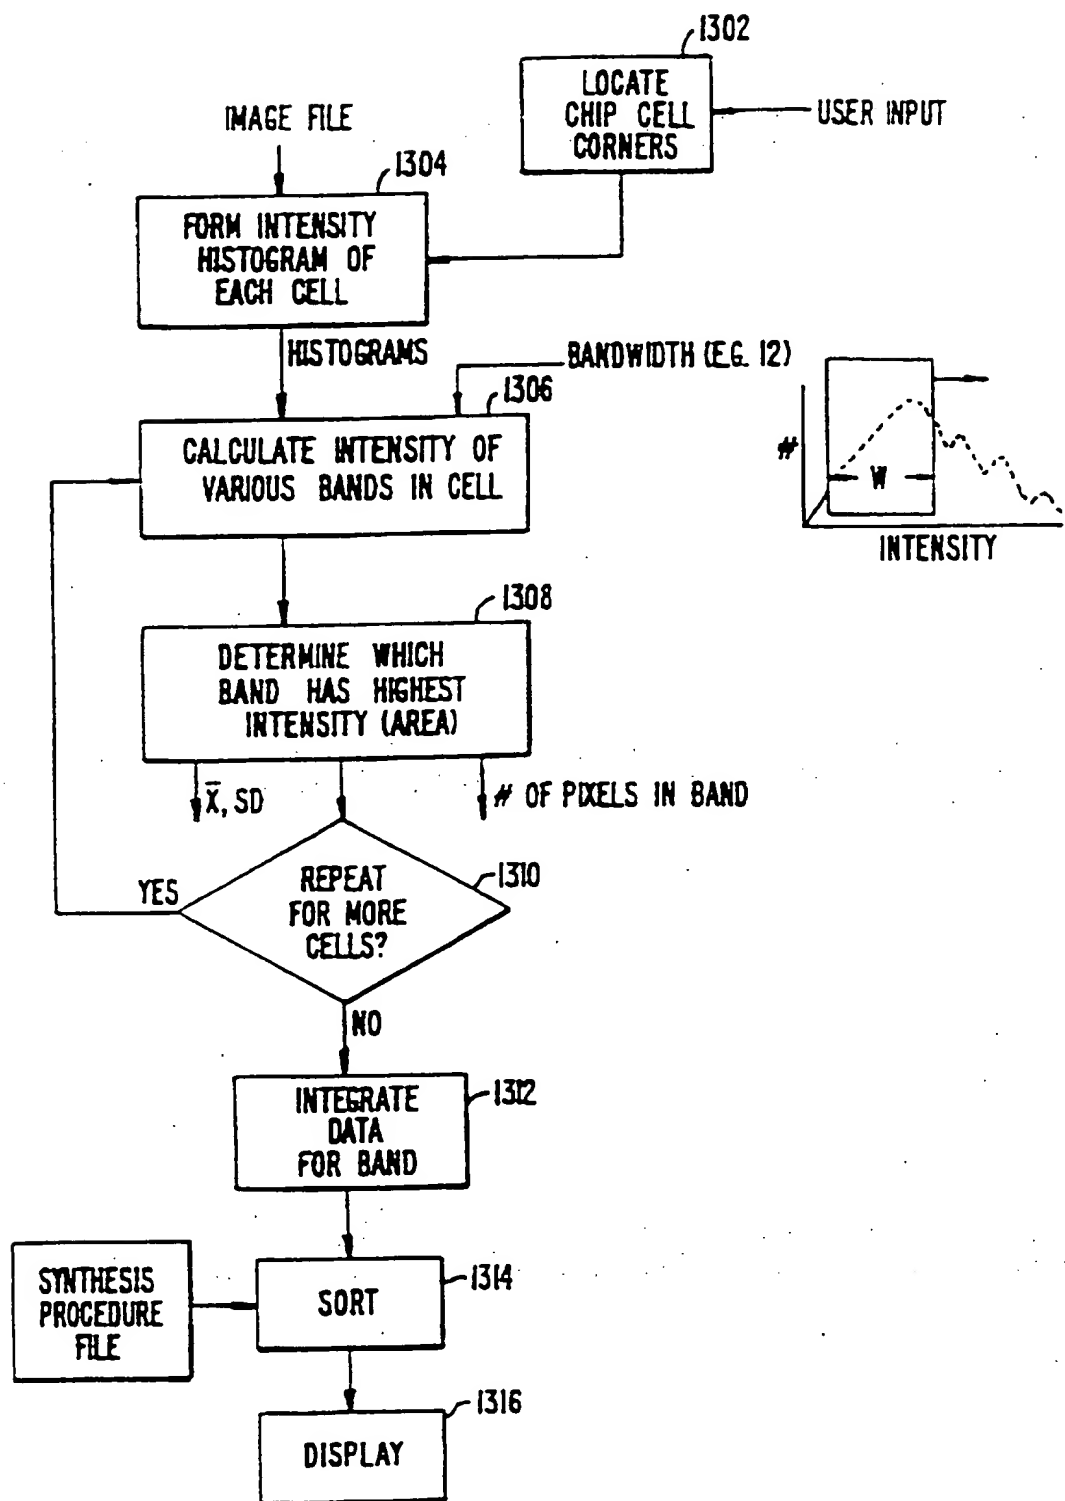 1302
LOCATE
CHIP CELL
CORNERS
USER INPUT
IMAGE FILE
1304
FORM INTENSITY
HISTOGRAM OF
EACH CELL
HISTOGRAMS
BANDWIDTH (E.G. 12)
1306
CALCULATE INTENSITY OF
VARIOUS BANDS IN CELL
#
W
INTENSITY
1308
DETERMINE WHICH
BAND HAS HIGHEST
INTENSITY (AREA)
X̅, SD
# OF PIXELS IN BAND
1310
REPEAT
FOR MORE
CELLS?
YES
NO
1312
INTEGRATE
DATA
FOR BAND
SYNTHESIS
PROCEDURE
FILE
1314
SORT
1316
DISPLAY